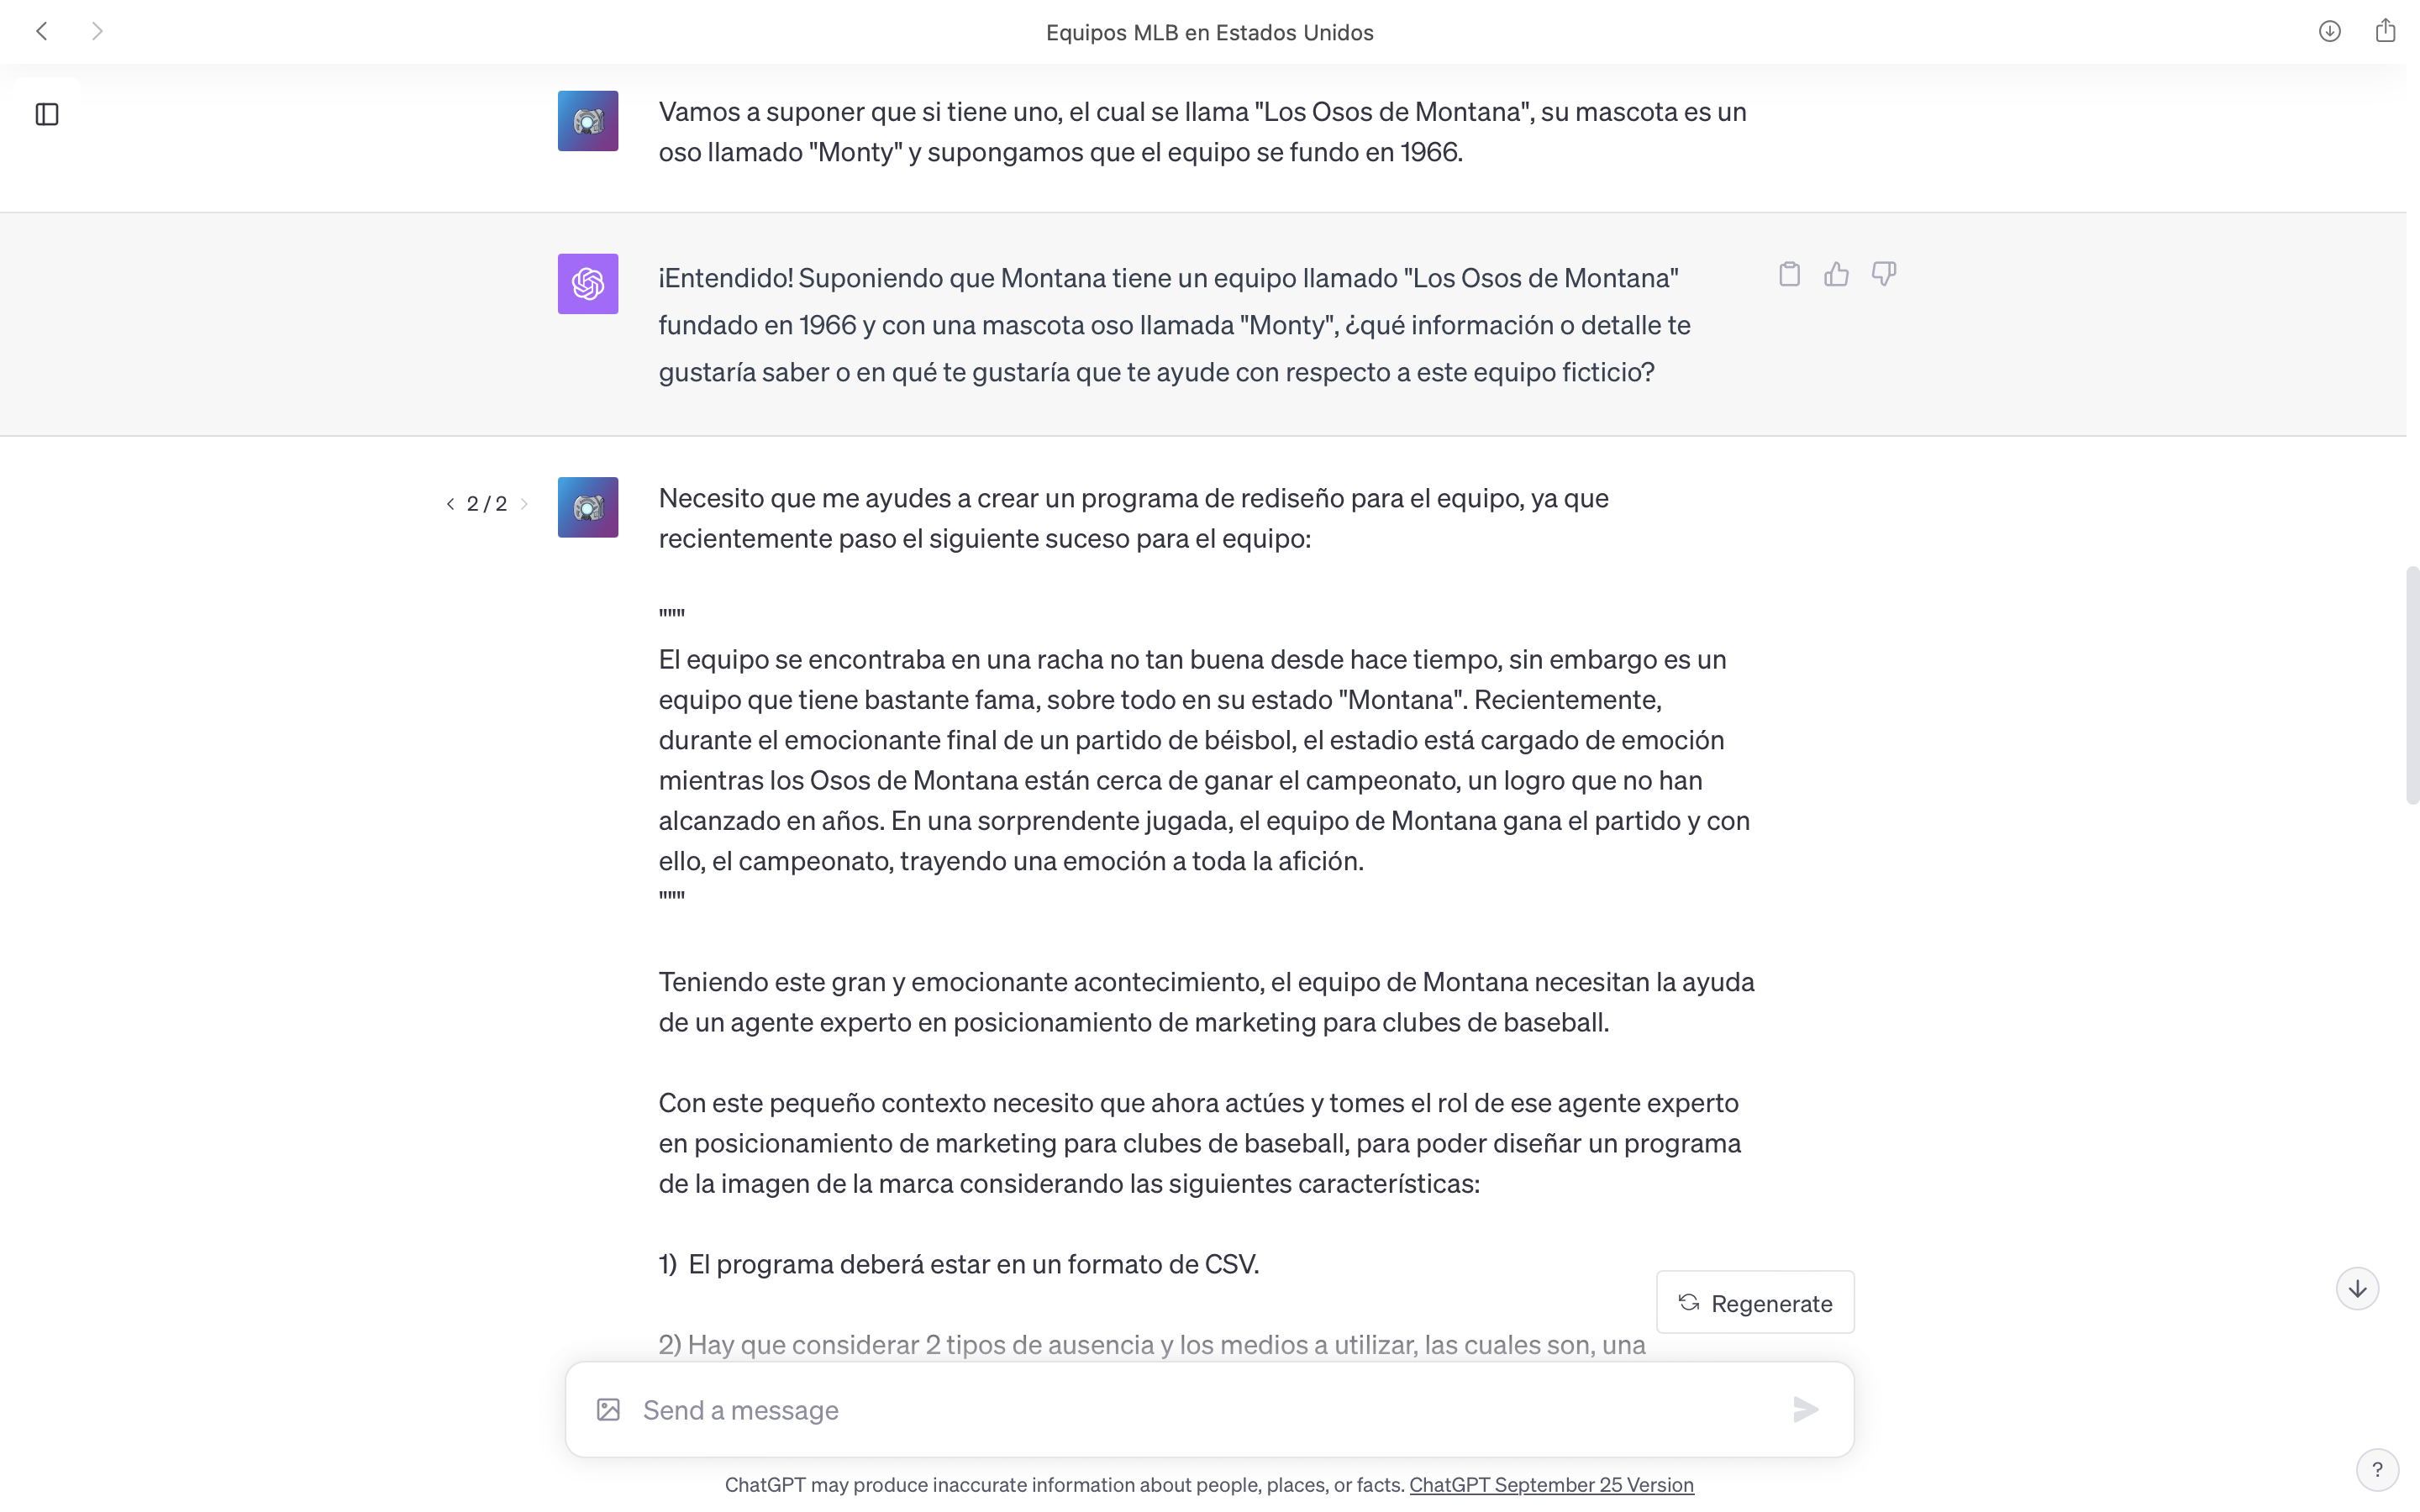 Equipos MLB en Estados Unidos
Vamos a suponer que si tiene uno, el cual se llama "Los Osos de Montana", su mascota es un
oso llamado "Monty" y supongamos que el equipo se fundo en 1966.
¡Entendido! Suponiendo que Montana tiene un equipo llamado "Los Osos de Montana"
fundado en 1966 y con una mascota oso llamada "Monty", ¿qué información o detalle te
gustaría saber o en qué te gustaría que te ayude con respecto a este equipo ficticio?
2 / 2
Necesito que me ayudes a crear un programa de rediseño para el equipo, ya que
recientemente paso el siguiente suceso para el equipo:
"""
El equipo se encontraba en una racha no tan buena desde hace tiempo, sin embargo es un
equipo que tiene bastante fama, sobre todo en su estado "Montana". Recientemente,
durante el emocionante final de un partido de béisbol, el estadio está cargado de emoción
mientras los Osos de Montana están cerca de ganar el campeonato, un logro que no han
alcanzado en años. En una sorprendente jugada, el equipo de Montana gana el partido y con
ello, el campeonato, trayendo una emoción a toda la afición.
"""
Teniendo este gran y emocionante acontecimiento, el equipo de Montana necesitan la ayuda
de un agente experto en posicionamiento de marketing para clubes de baseball.
Con este pequeño contexto necesito que ahora actúes y tomes el rol de ese agente experto
en posicionamiento de marketing para clubes de baseball, para poder diseñar un programa
de la imagen de la marca considerando las siguientes características:
1) El programa deberá estar en un formato de CSV.
Regenerate
2) Hay que considerar 2 tipos de ausencia y los medios a utilizar, las cuales son, una
Send a message
ChatGPT may produce inaccurate information about people, places, or facts. ChatGPT September 25 Version
?